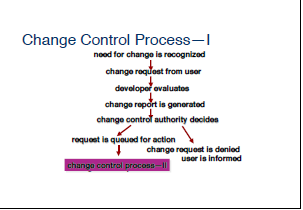 Change Control Process—I
need for change is recognized
change request from user
developer evaluates
change report is generated
change control authority decides
request is queued for action
change request is denied
user is informed
change control process—II